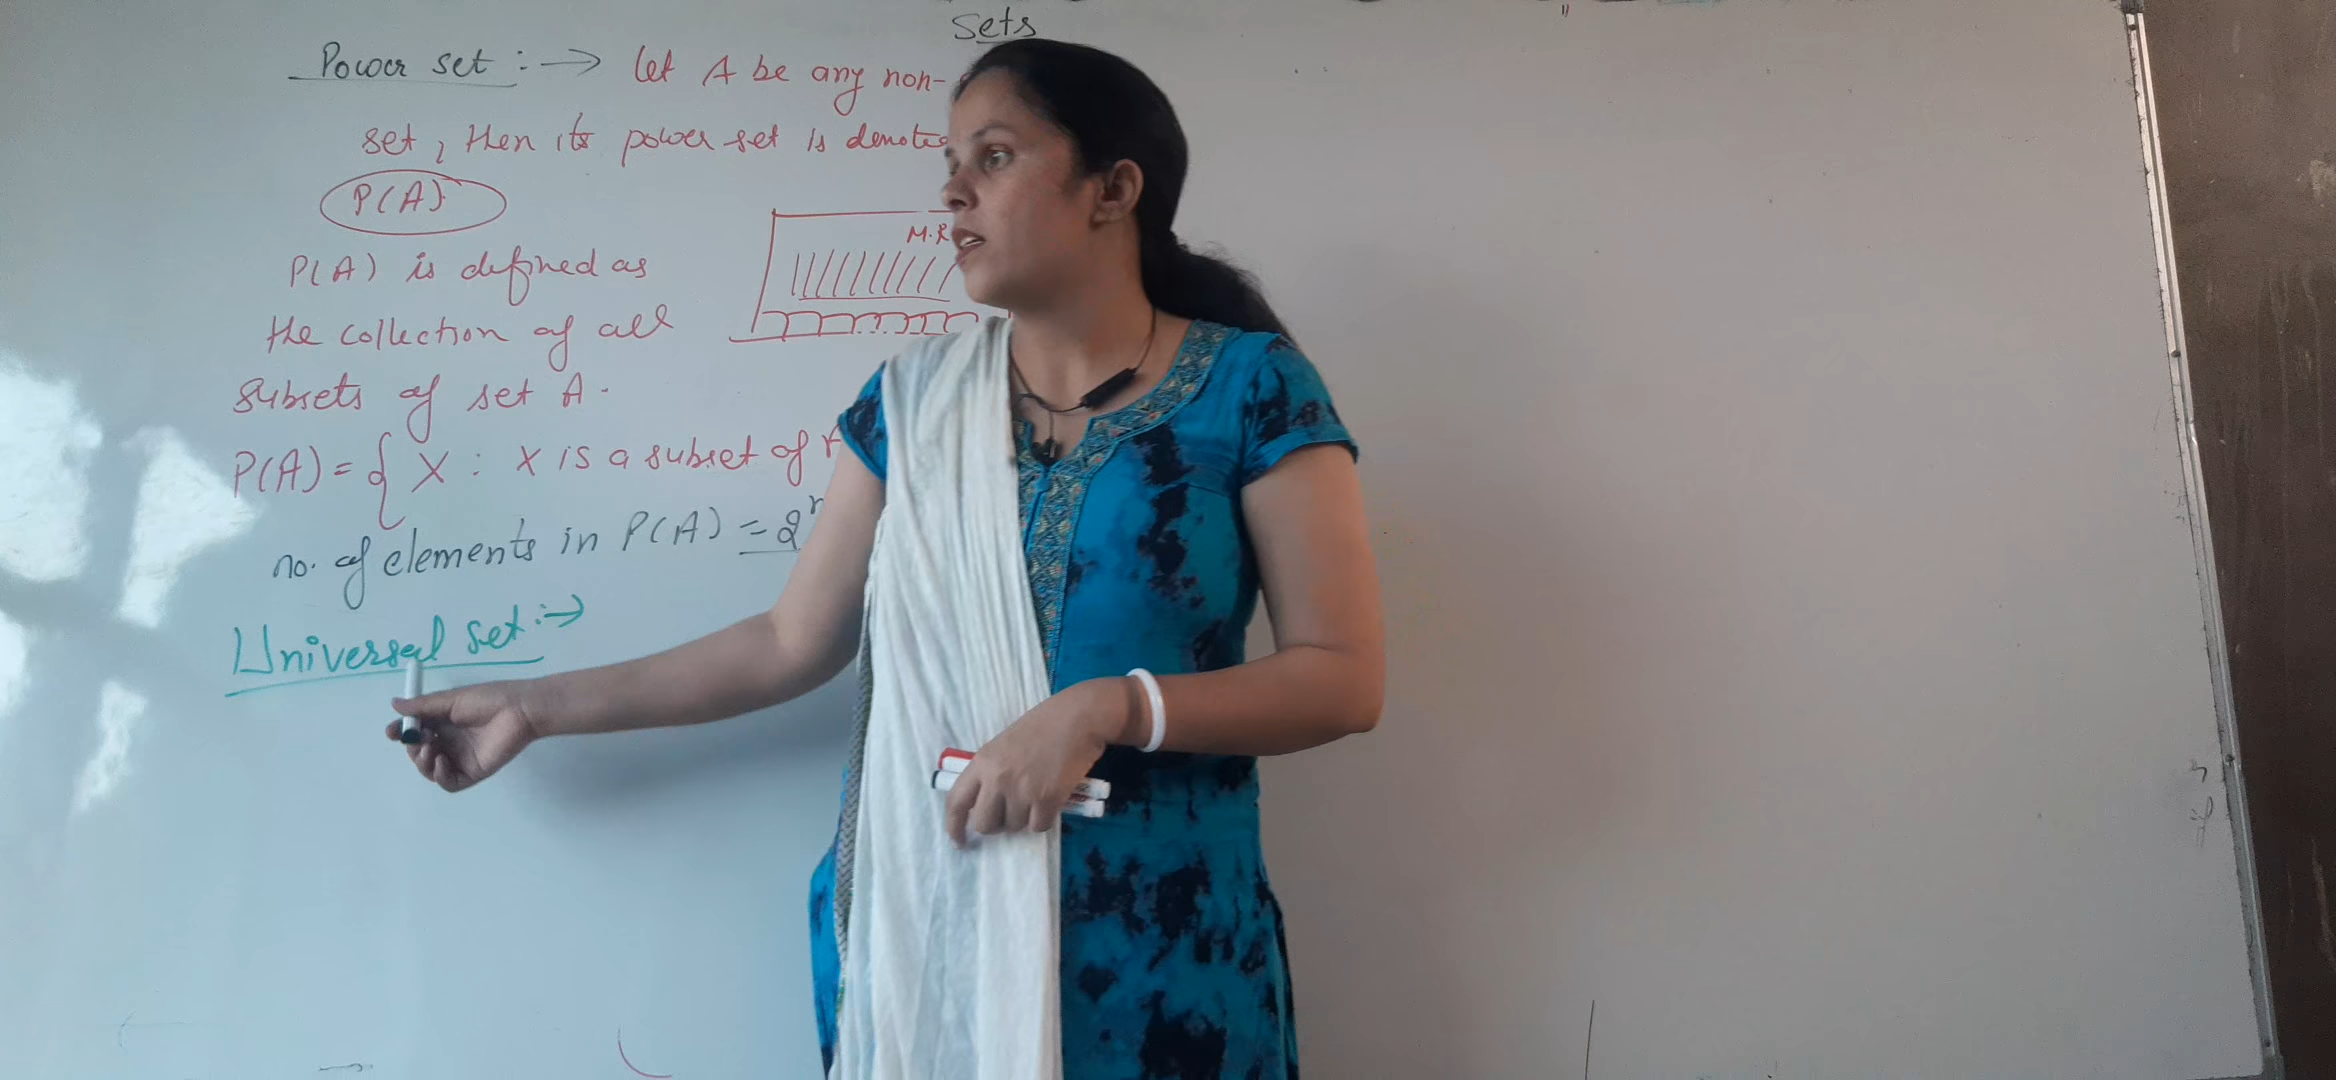 Sets
Power set :→ let A be any non-
set, then its power set is denote
P(A).
P(A) is defined as
the collection of all
subsets of set A.
M.R
P(A) = { X : X is a subset of
no. of elements in P(A) = 2ⁿ
Universal set :→